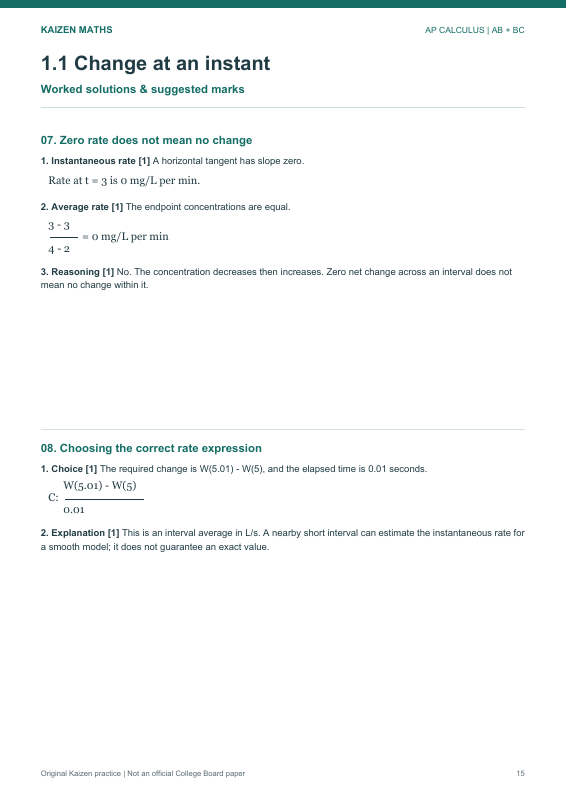 KAIZEN MATHS
AP CALCULUS | AB + BC
1.1 Change at an instant
Worked solutions & suggested marks
07. Zero rate does not mean no change
1. Instantaneous rate [1] A horizontal tangent has slope zero.
Rate at t = 3 is 0 mg/L per min.
2. Average rate [1] The endpoint concentrations are equal.
3 - 3
= 0 mg/L per min
4 - 2
3. Reasoning [1] No. The concentration decreases then increases. Zero net change across an interval does not
mean no change within it.
08. Choosing the correct rate expression
1. Choice [1] The required change is W(5.01) - W(5), and the elapsed time is 0.01 seconds.
W(5.01) - W(5)
C:
0.01
2. Explanation [1] This is an interval average in L/s. A nearby short interval can estimate the instantaneous rate for
a smooth model; it does not guarantee an exact value.
Original Kaizen practice | Not an official College Board paper
15